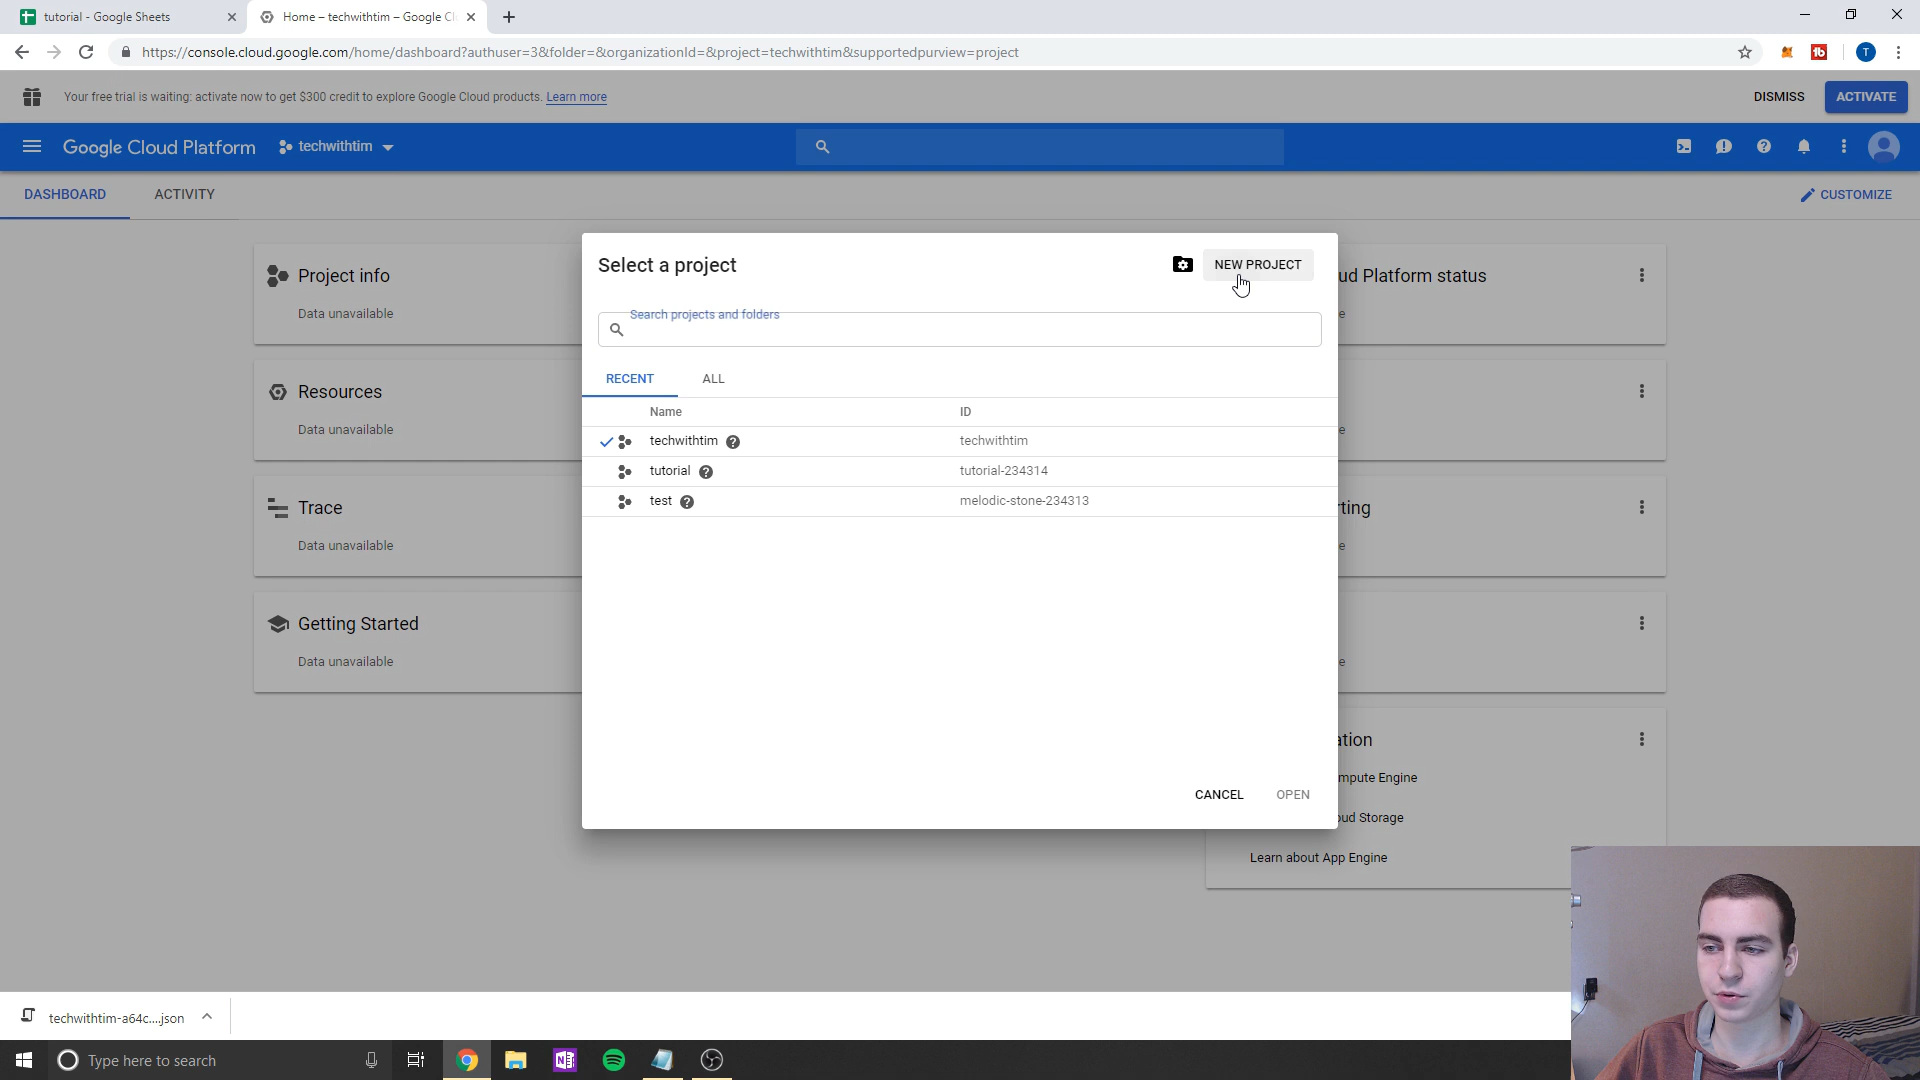 tutorial - Google Sheets
Home – techwithtim – Google Cl
https://console.cloud.google.com/home/dashboard?authuser=3&folder=&organizationId=&project=techwithtim&supportedpurview=project
T
Your free trial is waiting: activate now to get $300 credit to explore Google Cloud products. Learn more
DISMISS
ACTIVATE
Google Cloud Platform
techwithtim
DASHBOARD
ACTIVITY
CUSTOMIZE
Project info
Data unavailable
Resources
Data unavailable
Trace
Data unavailable
Getting Started
Data unavailable
Select a project
NEW PROJECT
Search projects and folders
RECENT
ALL
Name
ID
techwithtim
techwithtim
tutorial
tutorial-234314
test
melodic-stone-234313
CANCEL
OPEN
ud Platform status
e
e
rting
e
e
ation
mpute Engine
oud Storage
Learn about App Engine
techwithtim-a64c....json
Type here to search